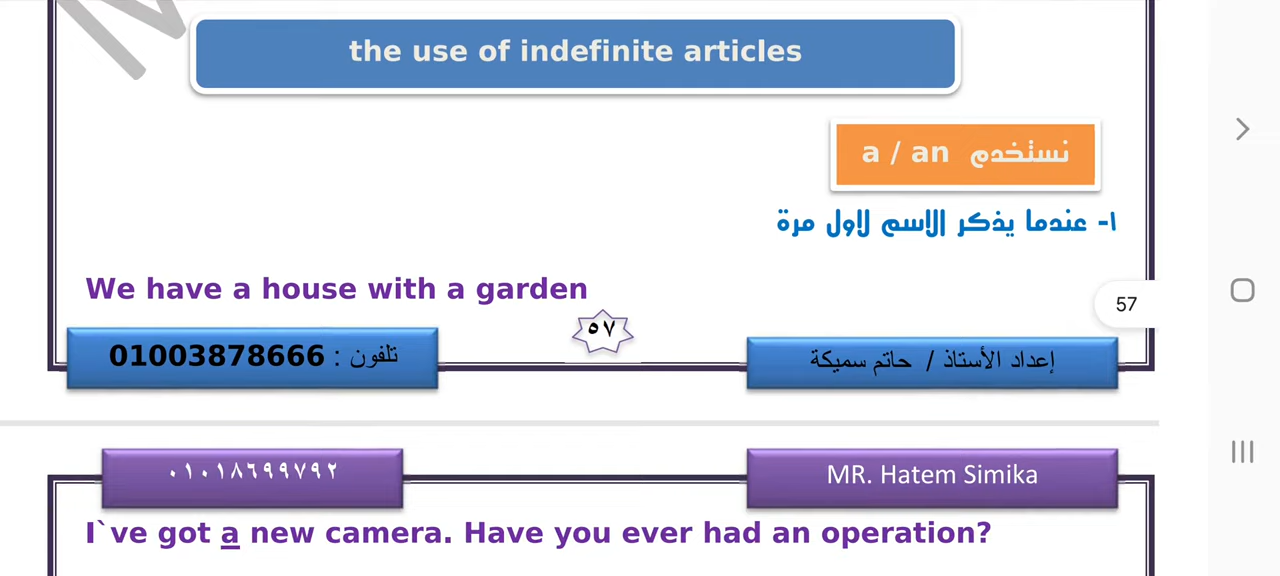 the use of indefinite articles
نستخدم a / an
١- عندما يذكر الاسم لاول مرة
We have a house with a garden
57
٥٧
تلفون : 01003878666
إعداد الأستاذ / حاتم سميكة
٠١٠١٨٦٩٩٧٩٢
MR. Hatem Simika
I`ve got a new camera. Have you ever had an operation?